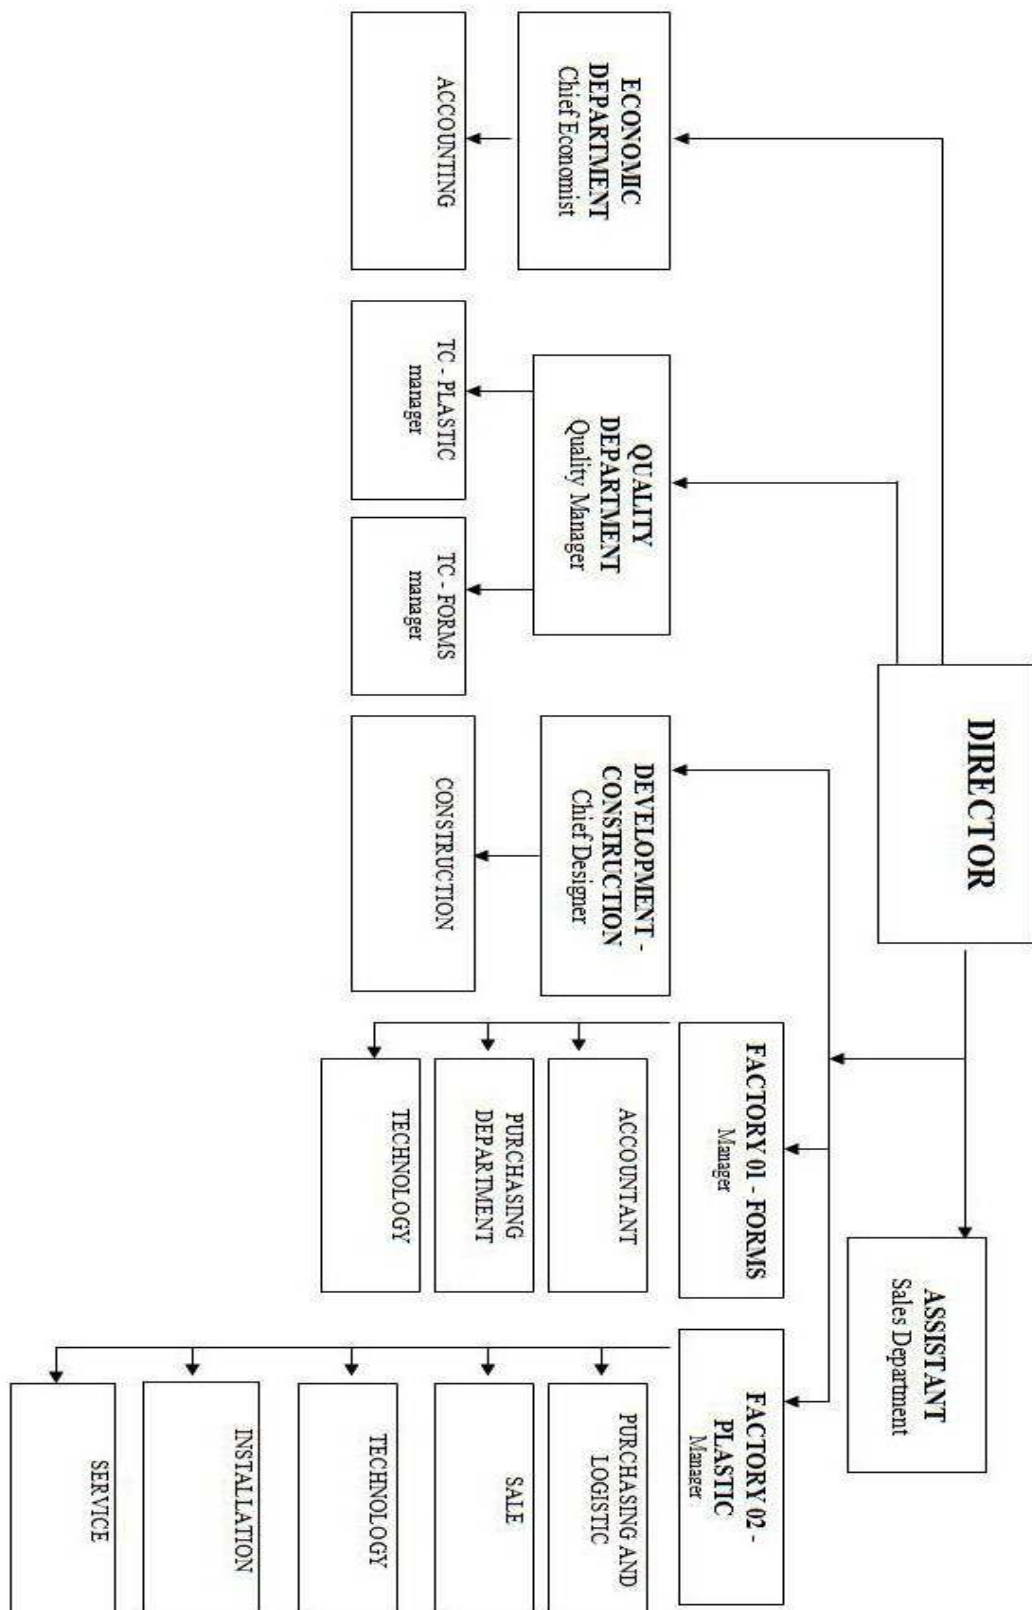 DIRECTOR
ASSISTANT
Sales Department
ECONOMIC
DEPARTMENT
Chief Economist
QUALITY
DEPARTMENT
Quality Manager
DEVELOPMENT -
CONSTRUCTION
Chief Designer
FACTORY 01 - FORMS
Manager
FACTORY 02 -
PLASTIC
Manager
ACCOUNTING
TC - PLASTIC
manager
TC - FORMS
manager
CONSTRUCTION
ACCOUNTANT
PURCHASING
DEPARTMENT
TECHNOLOGY
PURCHASING AND
LOGISTIC
SALE
TECHNOLOGY
INSTALLATION
SERVICE